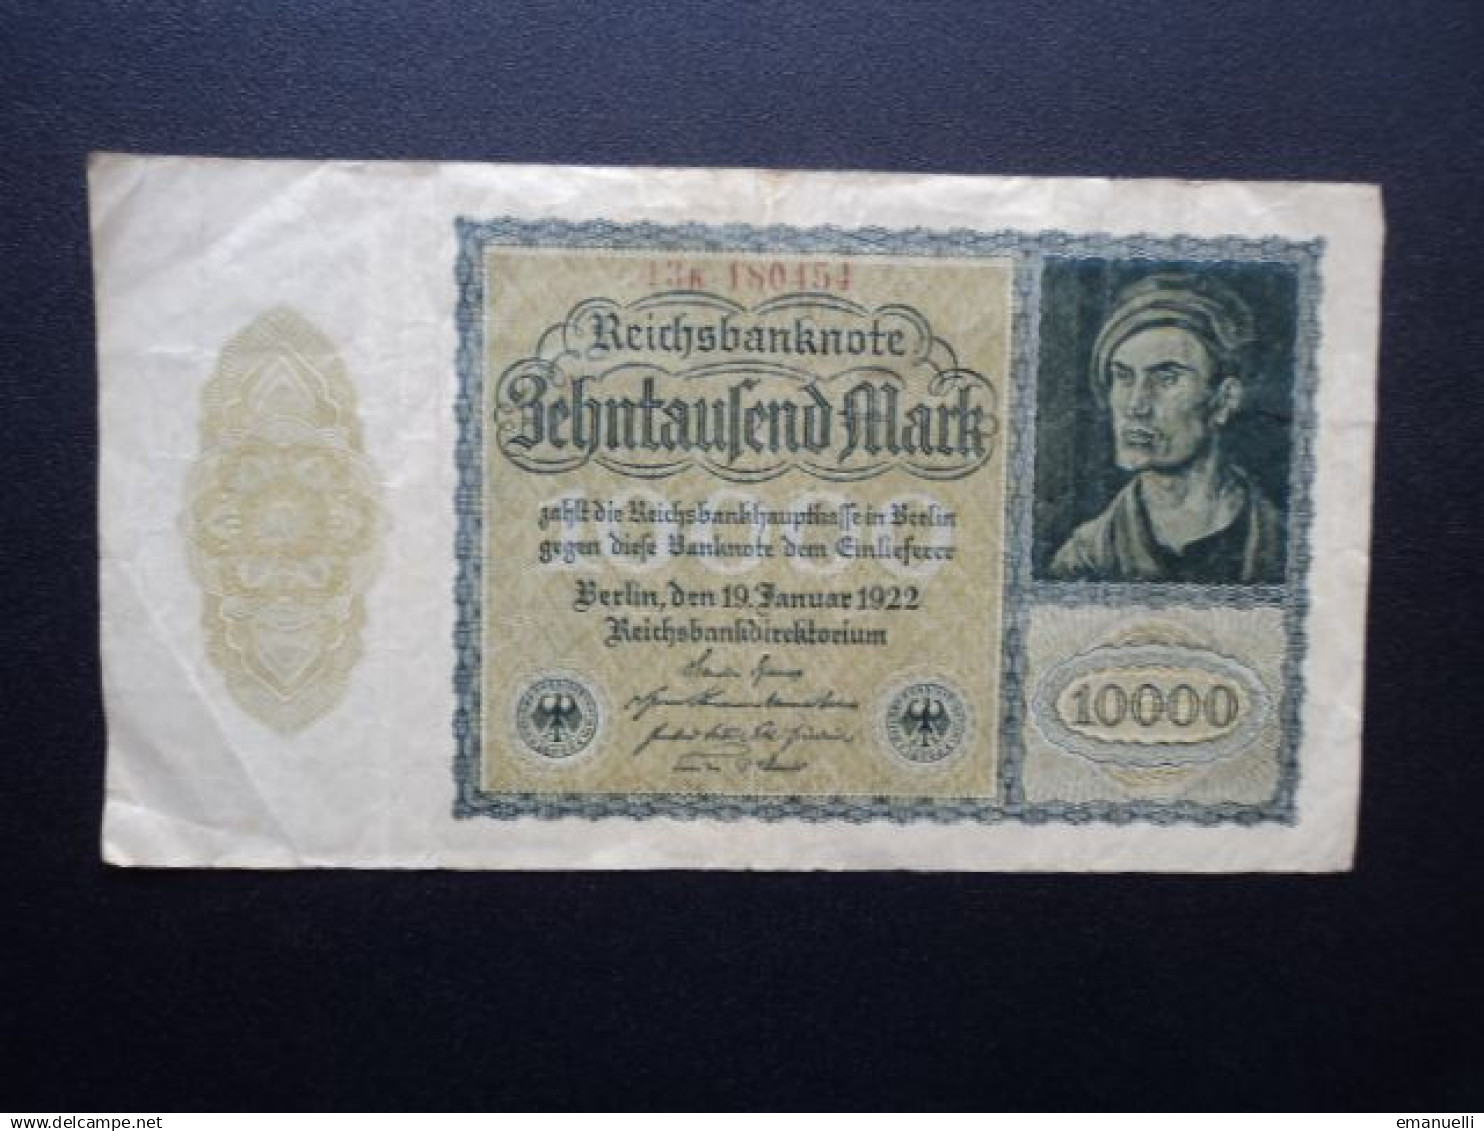 13K 180454
Reichsbanknote
Zehntausend Mark
10000
zahlt die Reichsbankhauptkasse in Berlin
gegen diese Banknote dem Einlieferer
Berlin, den 19. Januar 1922
Reichsbankdirektorium
10000
delcampe.net
emanuelli